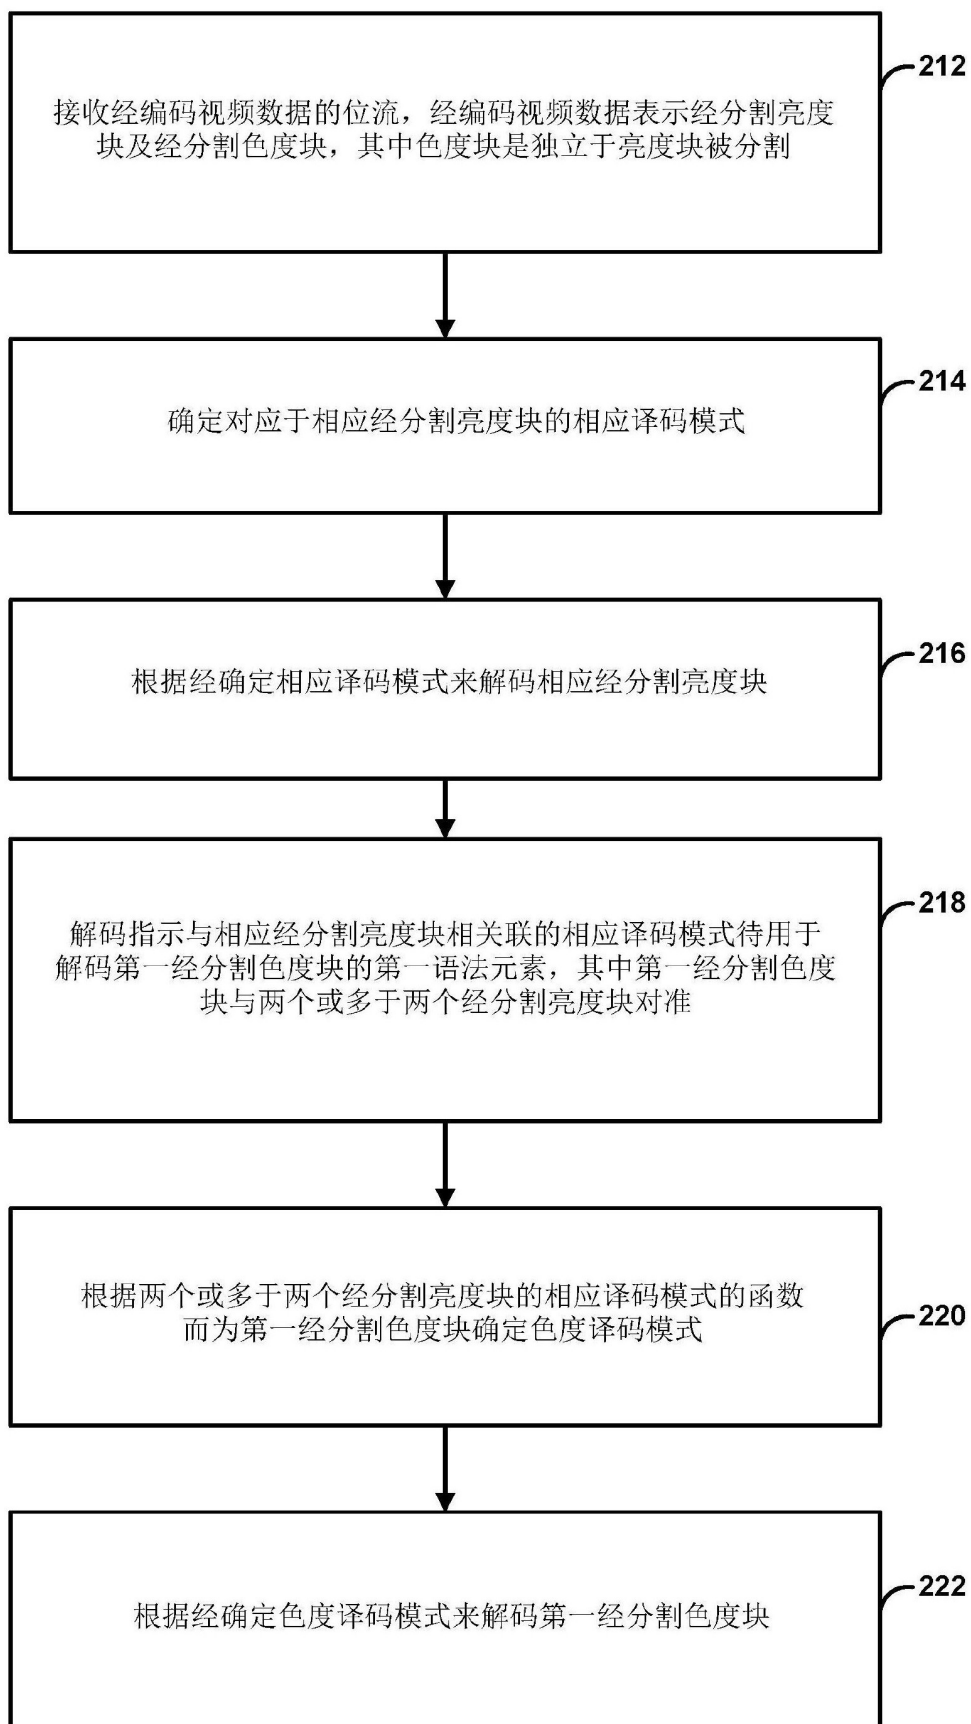 212
接收经编码视频数据的位流，经编码视频数据表示经分割亮度
块及经分割色度块，其中色度块是独立于亮度块被分割
214
确定对应于相应经分割亮度块的相应译码模式
216
根据经确定相应译码模式来解码相应经分割亮度块
218
解码指示与相应经分割亮度块相关联的相应译码模式待用于
解码第一经分割色度块的第一语法元素，其中第一经分割色度
块与两个或多于两个经分割亮度块对准
220
根据两个或多于两个经分割亮度块的相应译码模式的函数
而为第一经分割色度块确定色度译码模式
222
根据经确定色度译码模式来解码第一经分割色度块